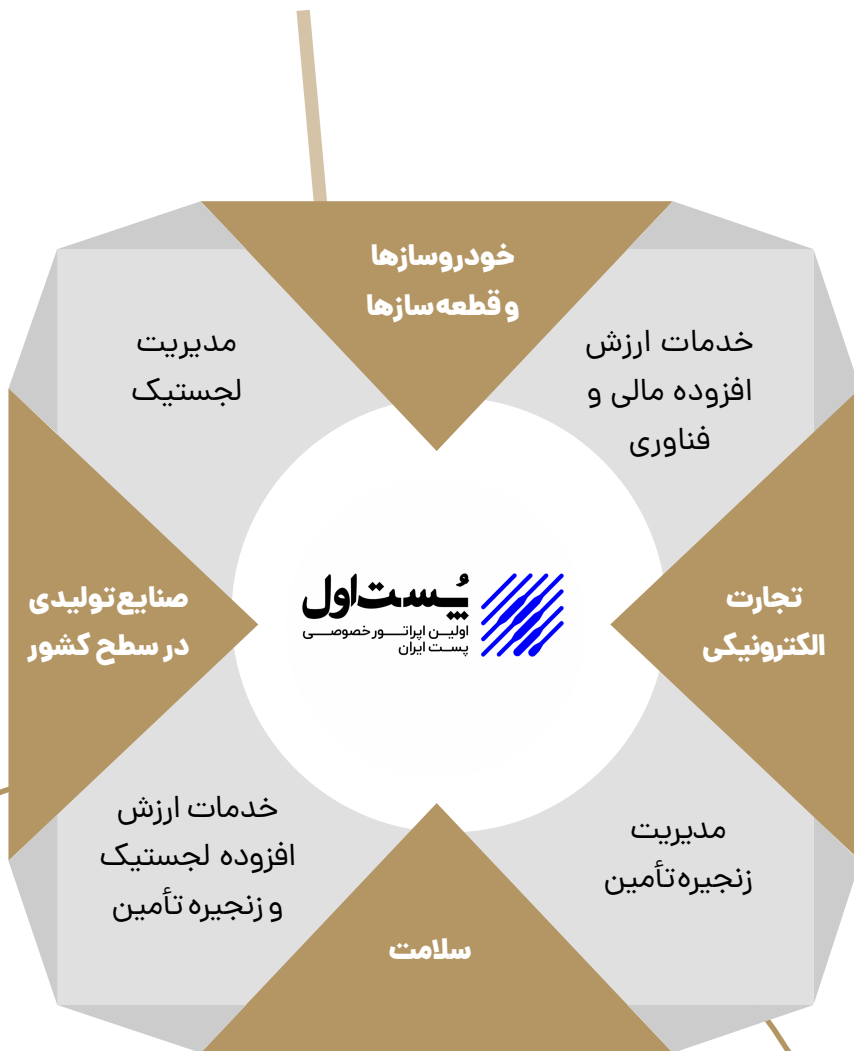 خودروسازها
و قطعه‌سازها
خدمات ارزش
افزوده مالی و
فناوری
مدیریت
لجستیک
تجارت
الکترونیکی
پُست اول
اولین اپراتور خصوصی
پست ایران
صنایع تولیدی
در سطح کشور
مدیریت
زنجیره تأمین
خدمات ارزش
افزوده لجستیک
و زنجیره تأمین
سلامت